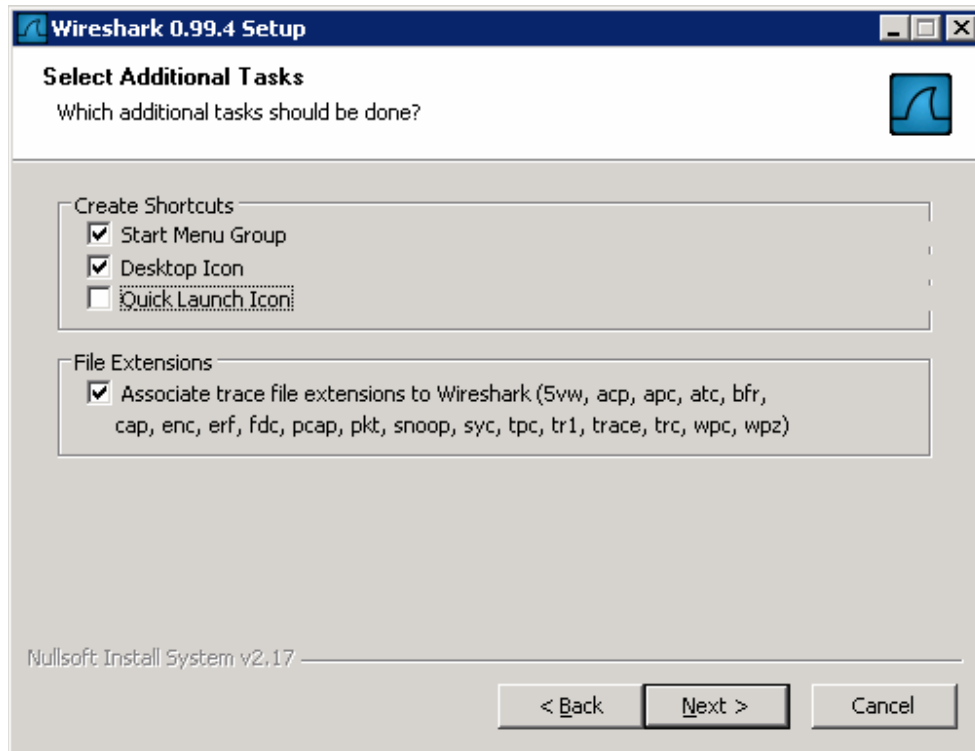 Wireshark 0.99.4 Setup
Select Additional Tasks
Which additional tasks should be done?
Create Shortcuts
Start Menu Group
Desktop Icon
Quick Launch Icon
File Extensions
Associate trace file extensions to Wireshark (5vw, acp, apc, atc, bfr,
cap, enc, erf, fdc, pcap, pkt, snoop, syc, tpc, tr1, trace, trc, wpc, wpz)
Nullsoft Install System v2.17
< Back
Next >
Cancel